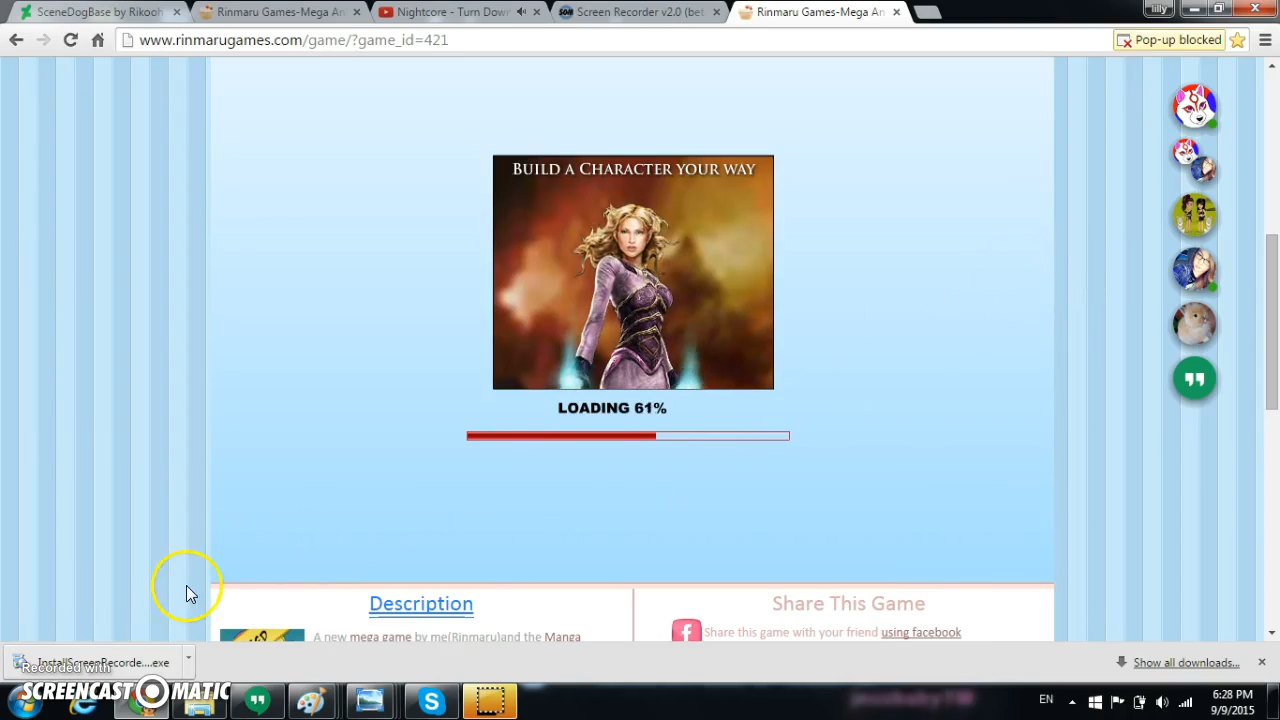 SceneDogBase by Rikooh
Rinmaru Games-Mega An
Nightcore - Turn Down
Screen Recorder v2.0 (bet
Rinmaru Games-Mega An
lilly
www.rinmarugames.com/game/?game_id=421
Pop-up blocked
BUILD A CHARACTER YOUR WAY
LOADING 61%
Description
Share This Game
A new mega game by me(Rinmaru)and the Manga
Share this game with your friend using facebook
InstallScreenRecorde....exe
Show all downloads...
Recorded with
SCREENCAST MATIC
EN
6:28 PM
9/9/2015